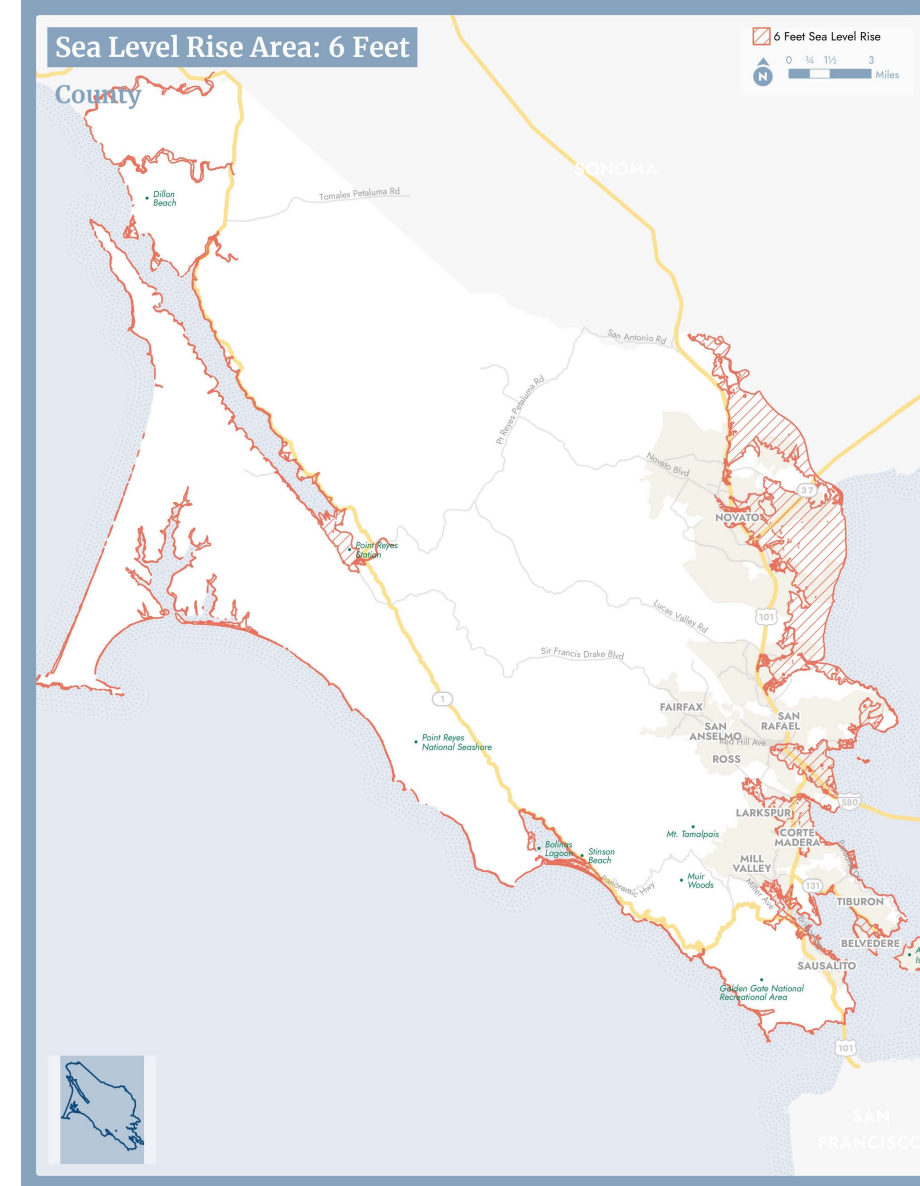 Sea Level Rise Area: 6 Feet
County
6 Feet Sea Level Rise
0 ¾ 1½ 3
Miles
N
SONOMA
Dillon
Beach
Tomales Petaluma Rd
San Antonio Rd
Pt Reyes Petaluma Rd
Novato Blvd
37
NOVATO
Point Reyes
Station
Lucas Valley Rd
101
Sir Francis Drake Blvd
1
FAIRFAX
SAN
ANSELMO
SAN
RAFAEL
Red Hill Ave
ROSS
Point Reyes
National Seashore
580
LARKSPUR
CORTE
MADERA
Mt. Tamalpais
Bolinas
Lagoon
Stinson
Beach
MILL
VALLEY
Muir
Woods
Panoramic Hwy
Miller Ave
131
TIBURON
BELVEDERE
SAUSALITO
A
Is
Golden Gate National
Recreational Area
101
SAN
FRANCISCO